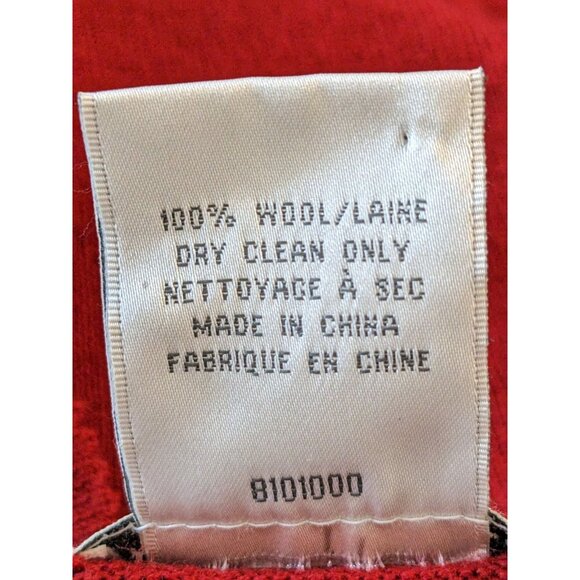 100% WOOL/LAINE
DRY CLEAN ONLY
NETTOYAGE À SEC
MADE IN CHINA
FABRIQUE EN CHINE
8101000